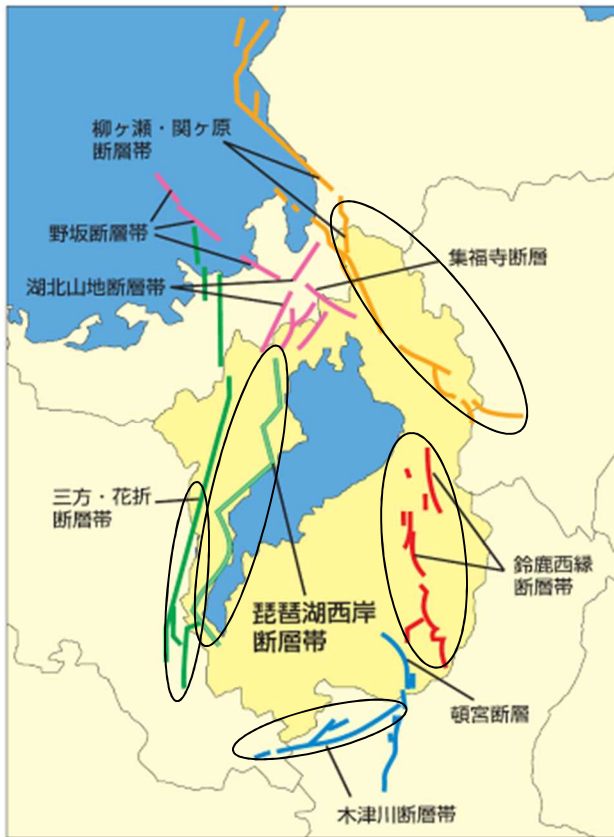 柳ヶ瀬・関ヶ原
断層帯
野坂断層帯
集福寺断層
湖北山地断層帯
三方・花折
断層帯
鈴鹿西縁
断層帯
琵琶湖西岸
断層帯
頓宮断層
木津川断層帯